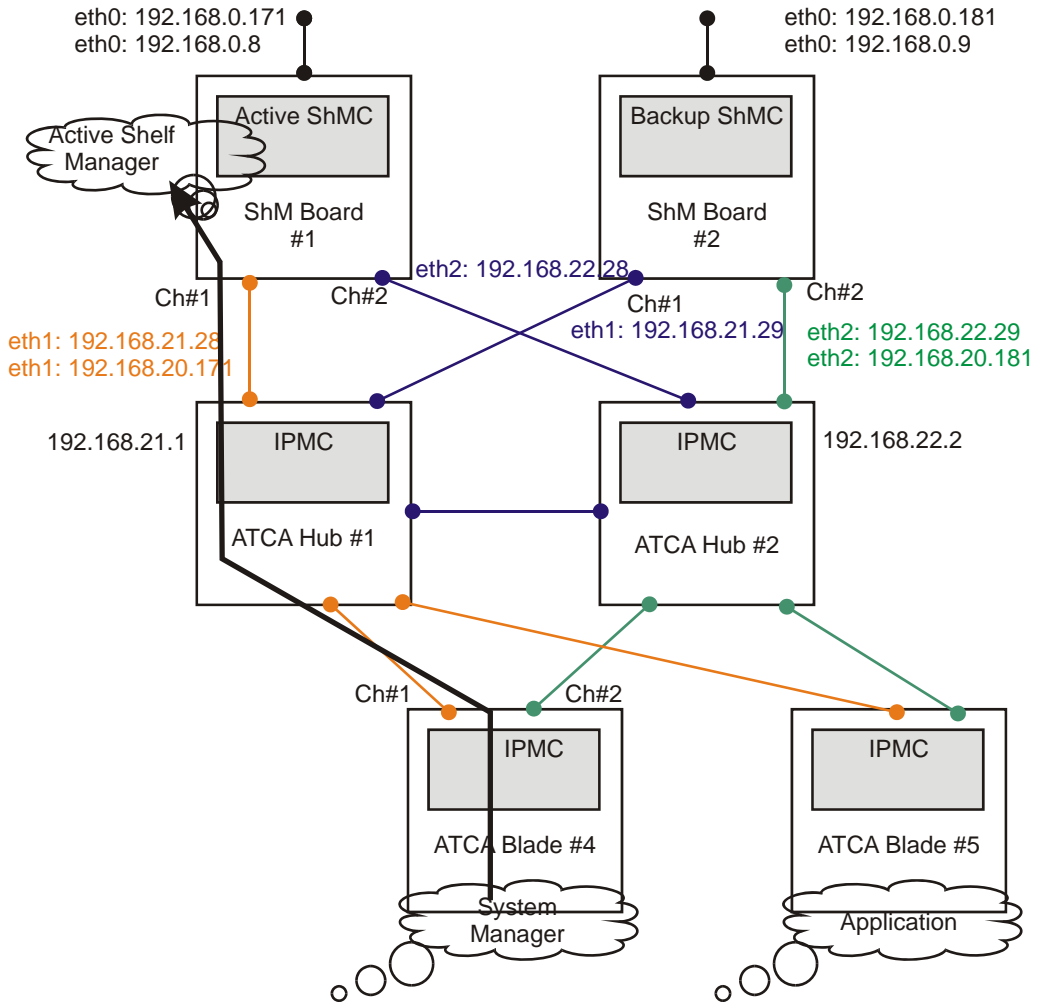 eth0: 192.168.0.171
eth0: 192.168.0.8
eth0: 192.168.0.181
eth0: 192.168.0.9
Active ShMC
Backup ShMC
Active Shelf
Manager
ShM Board
#1
ShM Board
#2
eth2: 192.168.22.28
Ch#1
Ch#2
Ch#1
Ch#2
eth1: 192.168.21.28
eth1: 192.168.20.171
eth1: 192.168.21.29
eth2: 192.168.22.29
eth2: 192.168.20.181
192.168.21.1
IPMC
IPMC
192.168.22.2
ATCA Hub #1
ATCA Hub #2
Ch#1
Ch#2
IPMC
IPMC
ATCA Blade #4
ATCA Blade #5
System
Manager
Application